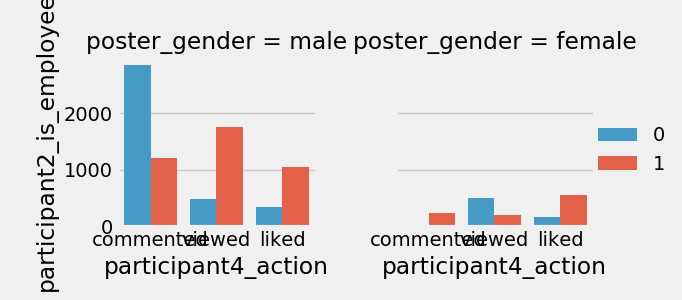 poster_gender = male
poster_gender = female
participant2_is_employee
2000
1000
0
commented
viewed
liked
commented
viewed
liked
participant4_action
participant4_action
0
1